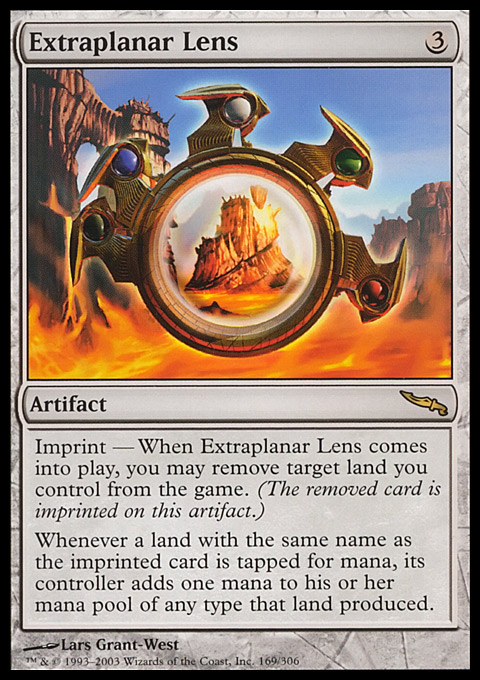 Extraplanar Lens 3
Artifact
Imprint — When Extraplanar Lens comes
into play, you may remove target land you
control from the game. (The removed card is
imprinted on this artifact.)
Whenever a land with the same name as
the imprinted card is tapped for mana, its
controller adds one mana to his or her
mana pool of any type that land produced.
Lars Grant-West
™ & © 1993–2003 Wizards of the Coast, Inc. 169/306